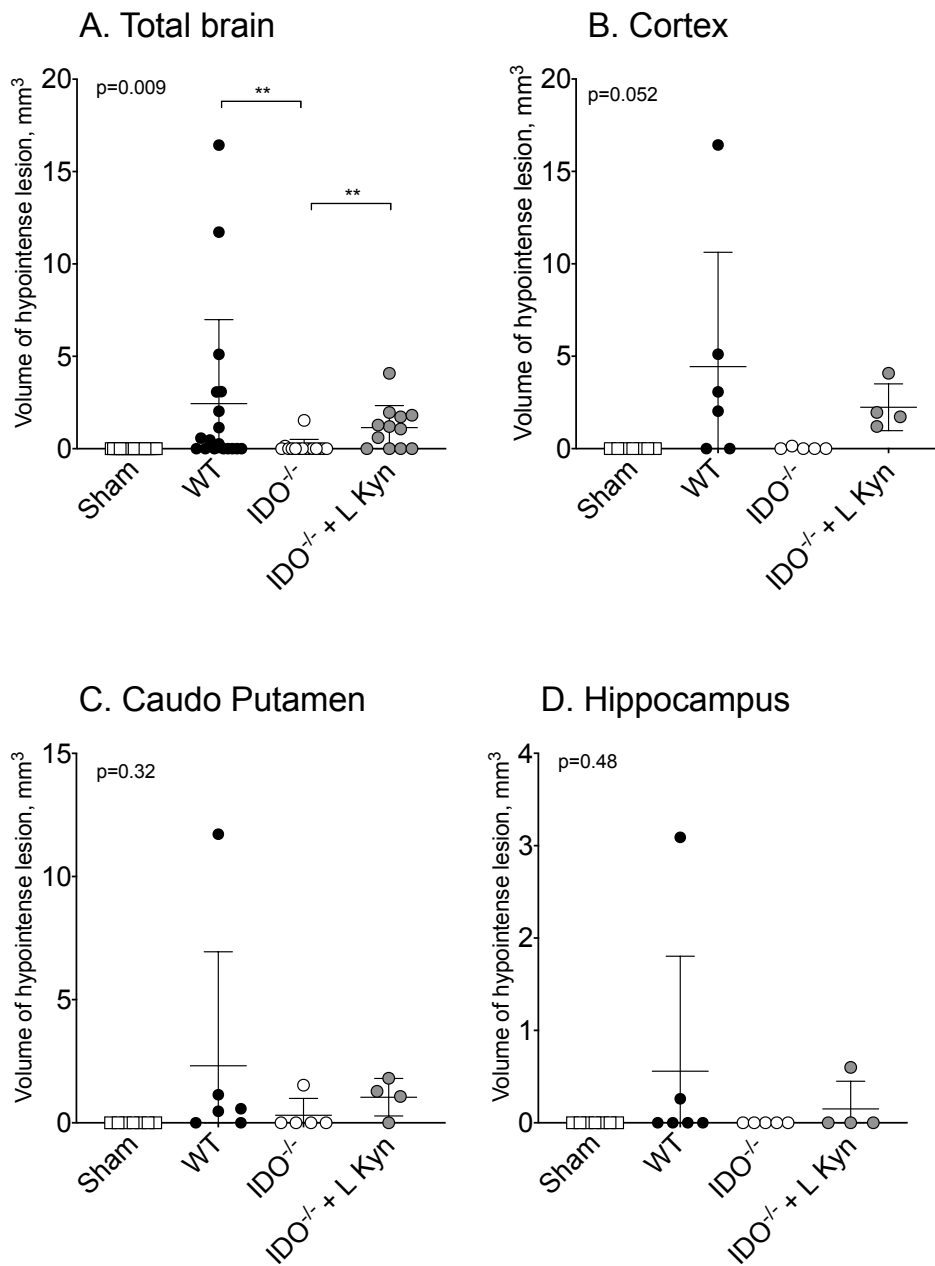 A. Total brain
Volume of hypointense lesion, mm³
20
15
10
5
0
p=0.009
**
**
Sham
WT
IDO⁻/⁻
IDO⁻/⁻ + L Kyn
B. Cortex
Volume of hypointense lesion, mm³
20
15
10
5
0
p=0.052
Sham
WT
IDO⁻/⁻
IDO⁻/⁻ + L Kyn
C. Caudo Putamen
Volume of hypointense lesion, mm³
15
10
5
0
p=0.32
Sham
WT
IDO⁻/⁻
IDO⁻/⁻ + L Kyn
D. Hippocampus
Volume of hypointense lesion, mm³
4
3
2
1
0
p=0.48
Sham
WT
IDO⁻/⁻
IDO⁻/⁻ + L Kyn